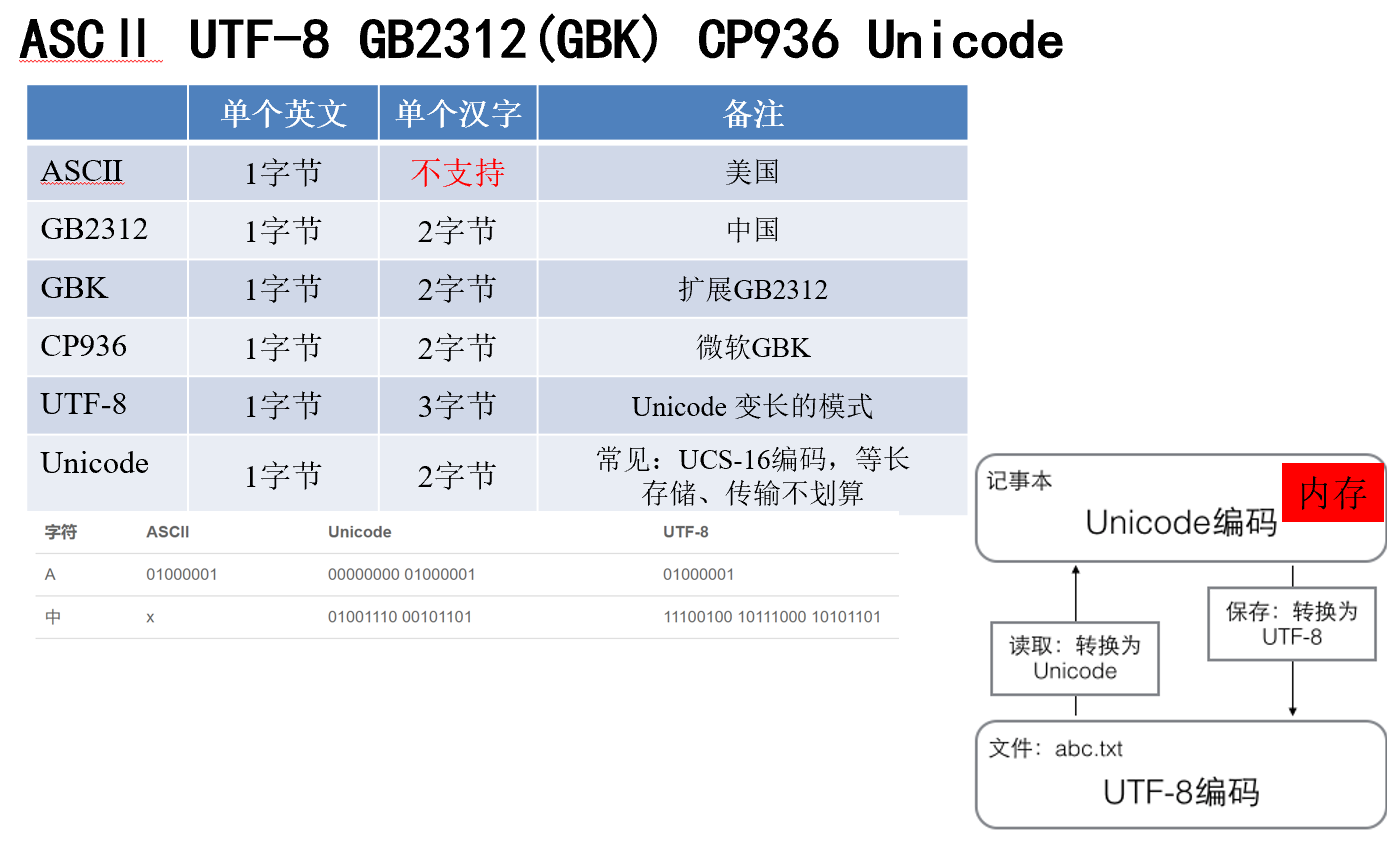 ASCⅡ UTF-8 GB2312(GBK) CP936 Unicode
单个英文 单个汉字 备注
ASCII 1字节 不支持 美国
GB2312 1字节 2字节 中国
GBK 1字节 2字节 扩展GB2312
CP936 1字节 2字节 微软GBK
UTF-8 1字节 3字节 Unicode 变长的模式
Unicode 1字节 2字节 常见：UCS-16编码，等长
存储、传输不划算
字符 ASCII Unicode UTF-8
A 01000001 00000000 01000001 01000001
中 x 01001110 00101101 11100100 10111000 10101101
记事本
内存
Unicode编码
读取：转换为
Unicode
保存：转换为
UTF-8
文件：abc.txt
UTF-8编码